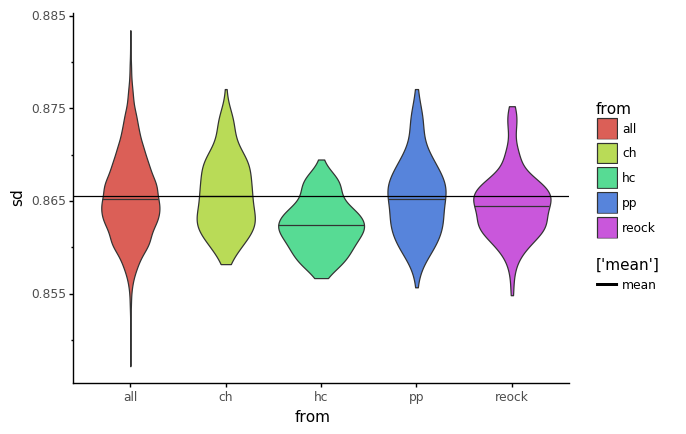 0.885
0.875
0.865
0.855
sd
all
ch
hc
pp
reock
from
from
all
ch
hc
pp
reock
['mean']
mean